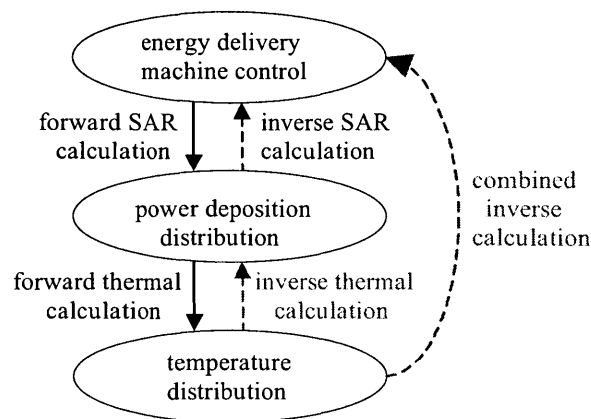 energy delivery
machine control
forward SAR
calculation
inverse SAR
calculation
combined
inverse
calculation
power deposition
distribution
forward thermal
calculation
inverse thermal
calculation
temperature
distribution